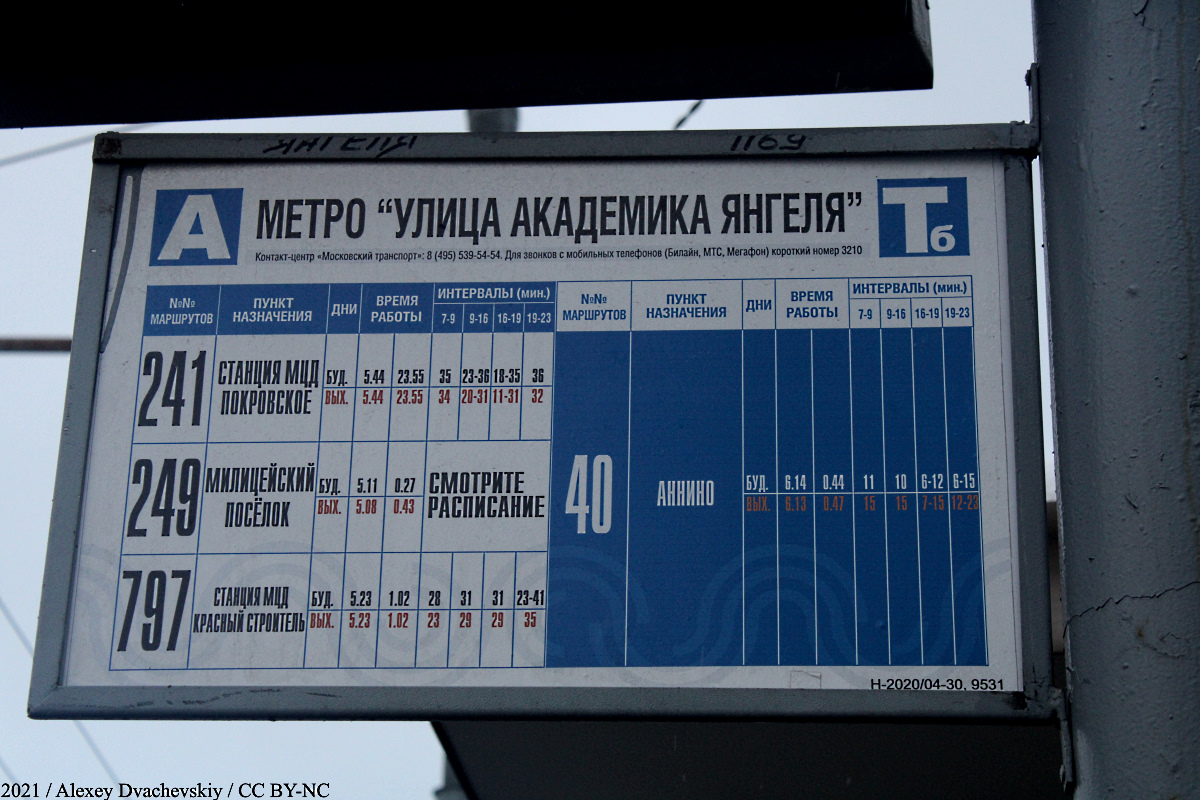 ЯНГЕЛЯ 1169
А МЕТРО “УЛИЦА АКАДЕМИКА ЯНГЕЛЯ” Тб
Контакт-центр «Московский транспорт»: 8 (495) 539-54-54. Для звонков с мобильных телефонов (Билайн, МТС, Мегафон) короткий номер 3210
№№ МАРШРУТОВ ПУНКТ НАЗНАЧЕНИЯ ДНИ ВРЕМЯ РАБОТЫ ИНТЕРВАЛЫ (мин.)
7-9 9-16 16-19 19-23
241 СТАНЦИЯ МЦД ПОКРОВСКОЕ
БУД. 5.44 23.55 35 23-36 18-35 36
ВЫХ. 5.44 23.55 34 20-31 11-31 32
249 МИЛИЦЕЙСКИЙ ПОСЁЛОК
БУД. 5.11 0.27
ВЫХ. 5.08 0.43
СМОТРИТЕ
РАСПИСАНИЕ
797 СТАНЦИЯ МЦД КРАСНЫЙ СТРОИТЕЛЬ
БУД. 5.23 1.02 28 31 31 23-41
ВЫХ. 5.23 1.02 23 29 29 35
№№ МАРШРУТОВ ПУНКТ НАЗНАЧЕНИЯ ДНИ ВРЕМЯ РАБОТЫ ИНТЕРВАЛЫ (мин.)
7-9 9-16 16-19 19-23
40 АННИНО
БУД. 6.14 0.44 11 10 6-12 6-15
ВЫХ. 6.13 0.47 15 15 7-15 12-23
Н-2020/04-30, 9531
2021 / Alexey Dvachevskiy / CC BY-NC